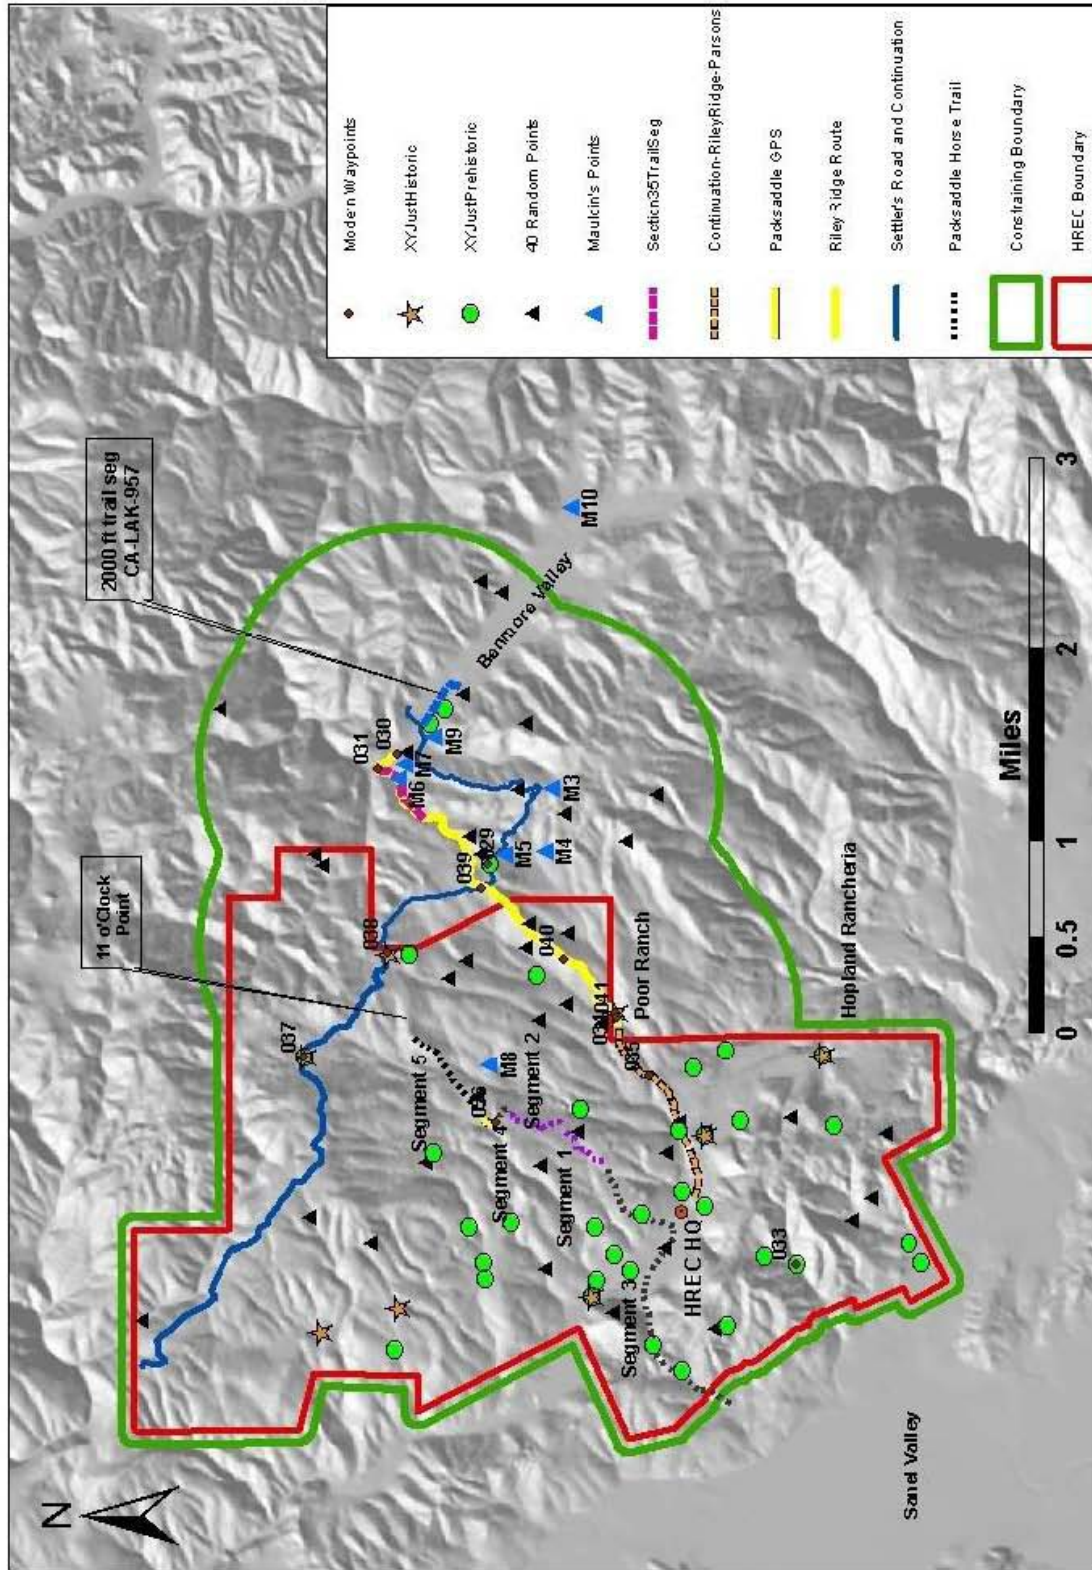 N
11 o'Clock
Point
2000 ft trail seg
CA-LAK-957
037
038
031
030
M7
M6
M9
039
029
M5
M4
M3
M10
Benmore Valley
040
041
Poor Ranch
Hopland Rancheria
035
M8
Segment 5
Segment 2
Segment 4
Segment 1
Segment 3
HREC HQ
033
Sanel Valley
0
0.5
1
2
3
Miles
Modern Waypoints
XYJustHistoric
XYJustPrehistoric
40 Random Points
Mauldin's Points
Section35TrailSeg
Continuation-RileyRidge-Parsons
Packsaddle GPS
Riley Ridge Route
Settler's Road and Continuation
Packsaddle Horse Trail
Constraining Boundary
HREC Boundary